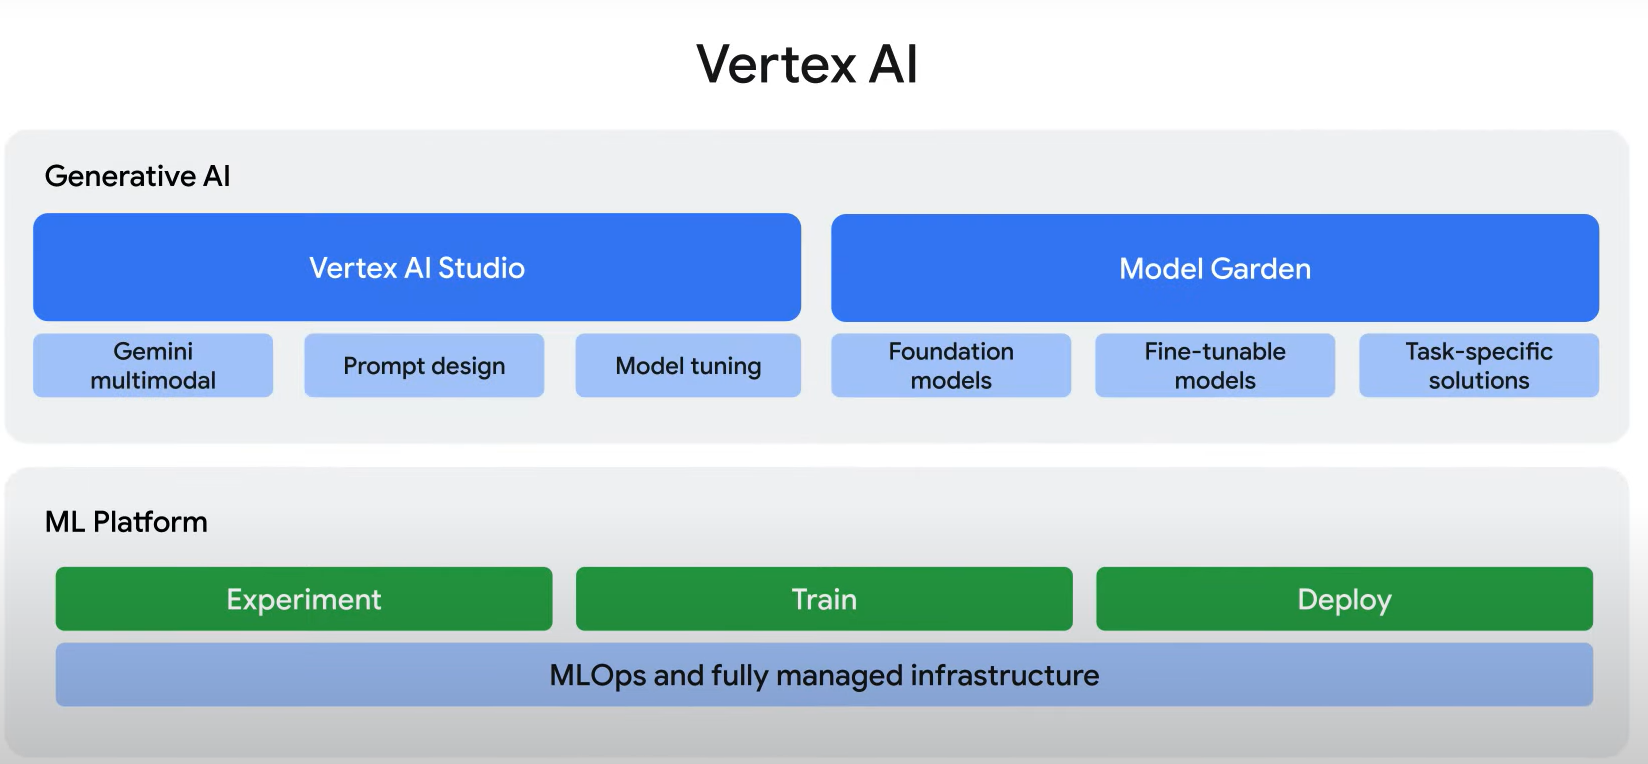 Vertex AI
Generative AI
Vertex AI Studio
Model Garden
Gemini
multimodal
Prompt design
Model tuning
Foundation
models
Fine-tunable
models
Task-specific
solutions
ML Platform
Experiment
Train
Deploy
MLOps and fully managed infrastructure